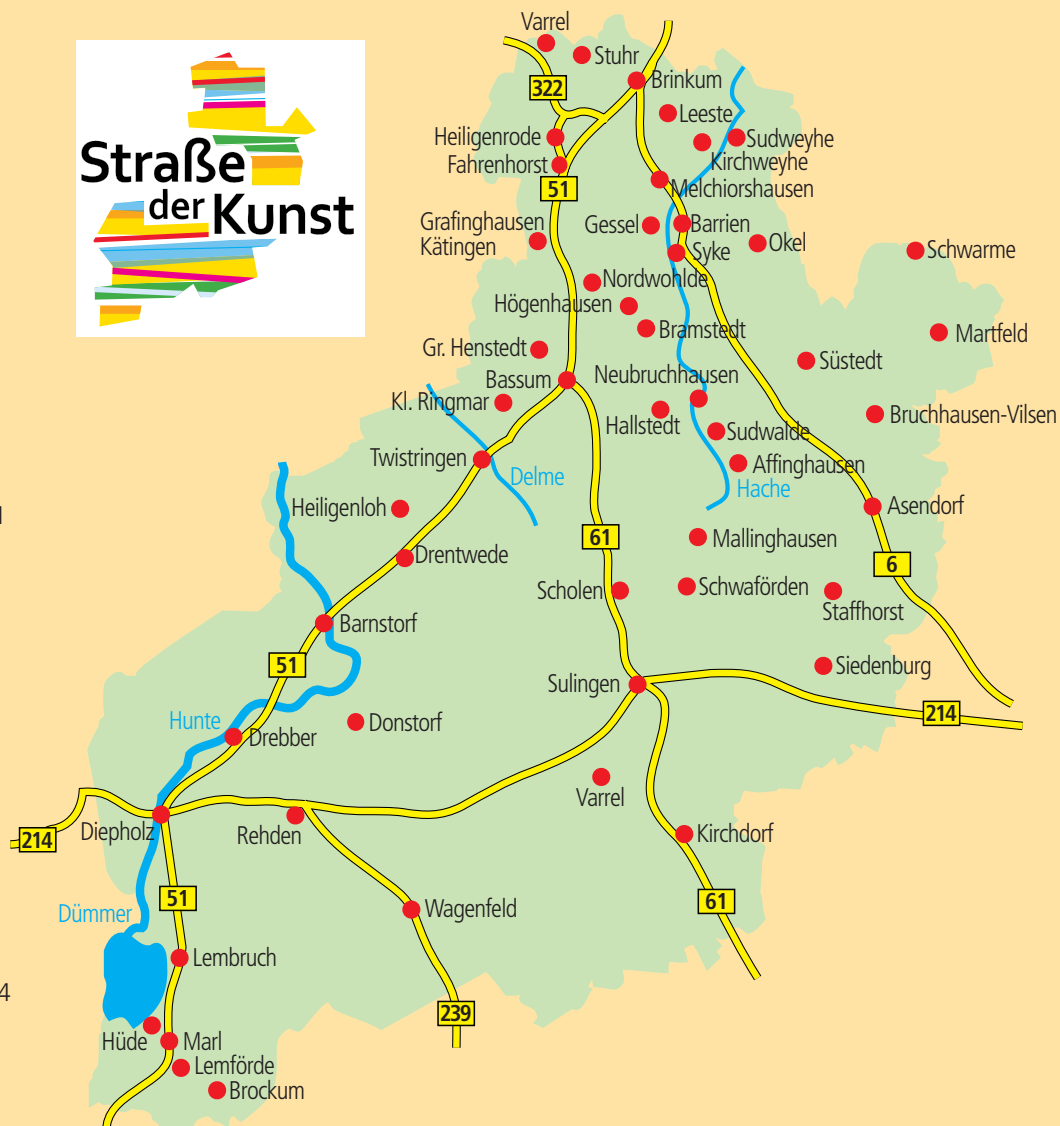 Straße
der Kunst
Varrel
Stuhr
Brinkum
322
Leeste
Heiligenrode
Sudweyhe
Kirchweyhe
Fahrenhorst
51
Melchiorshausen
Grafinghausen
Kätingen
Gessel
Barrien
Okel
Syke
Schwarme
Nordwohlde
Högenhausen
Bramstedt
Martfeld
Gr. Henstedt
Süstedt
Bassum
Neubruchhausen
Kl. Ringmar
Hallstedt
Bruchhausen-Vilsen
Sudwalde
Twistringen
Delme
Affinghausen
Hache
Heiligenloh
Asendorf
61
Mallinghausen
Drentwede
6
Scholen
Schwaförden
Staffhorst
Barnstorf
51
Siedenburg
Sulingen
214
Hunte
Donstorf
Drebber
Varrel
Diepholz
Rehden
Kirchdorf
214
51
61
Dümmer
Wagenfeld
Lembruch
4
239
Hüde
Marl
Lemförde
Brockum